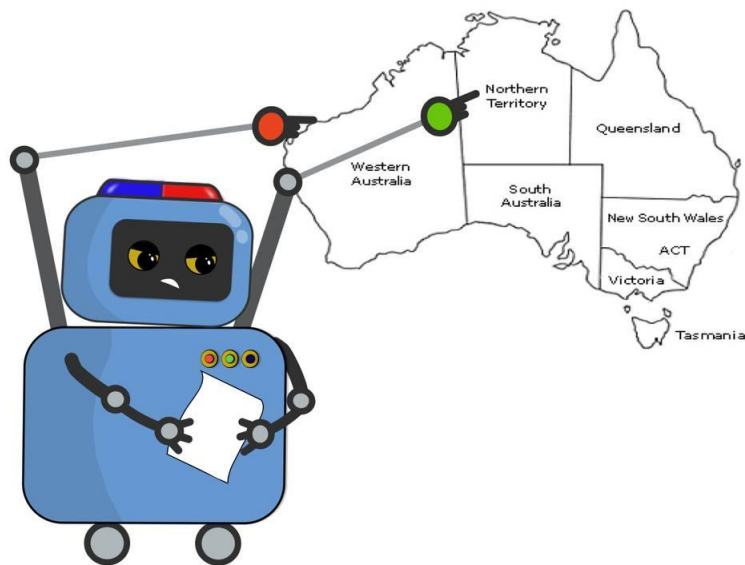 Northern
Territory
Queensland
Western
Australia
South
Australia
New South Wales
ACT
Victoria
Tasmania